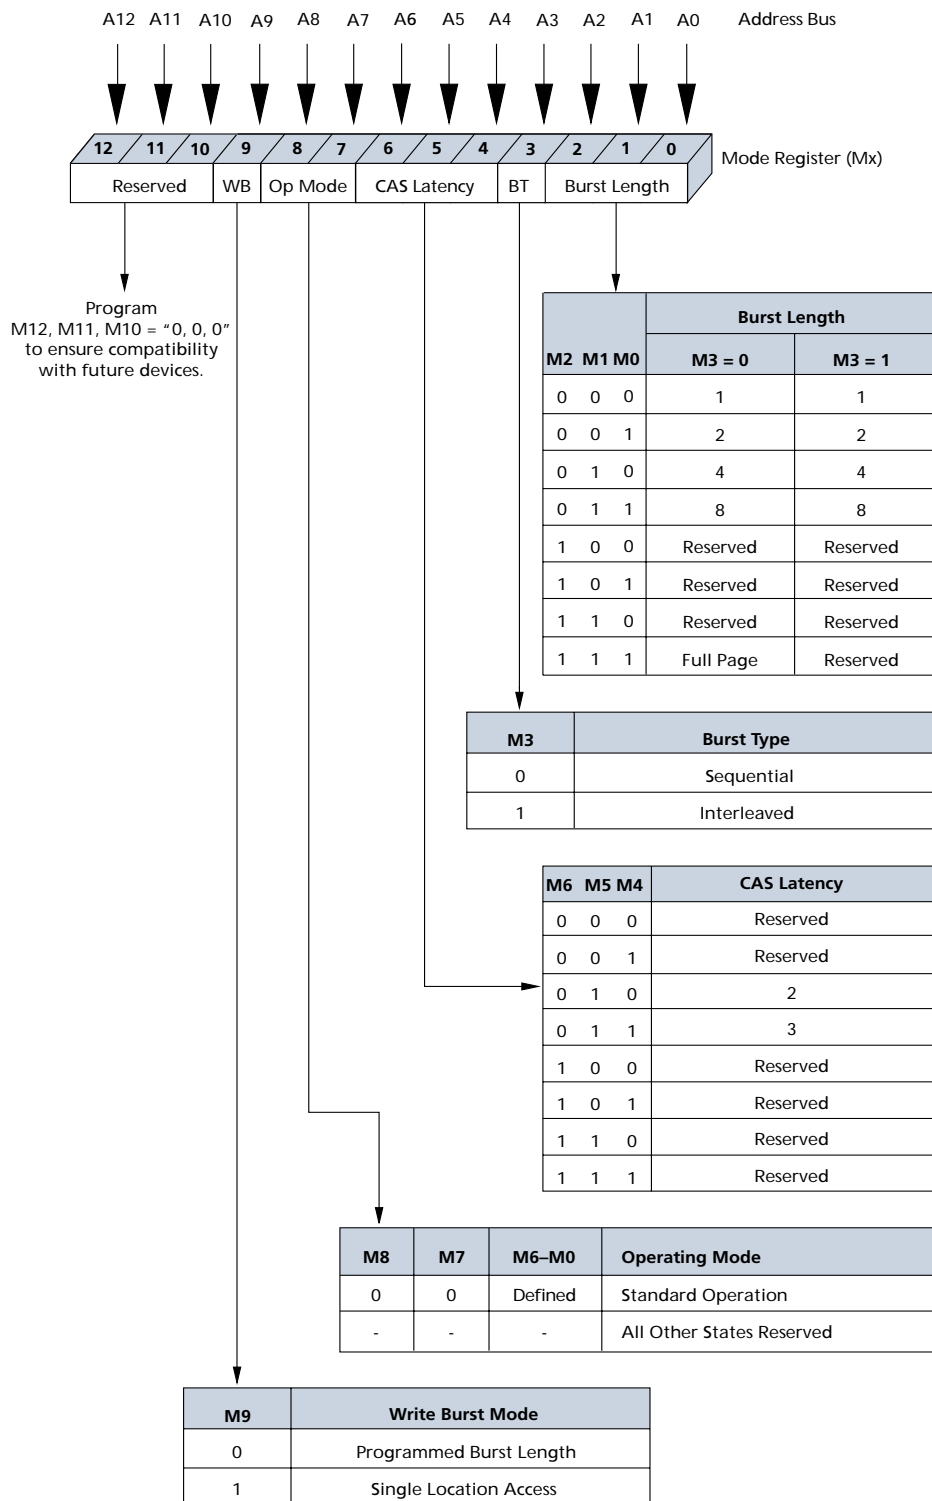 A12 A11 A10 A9 A8 A7 A6 A5 A4 A3 A2 A1 A0 Address Bus
12 11 10 9 8 7 6 5 4 3 2 1 0
Mode Register (Mx)
Reserved WB Op Mode CAS Latency BT Burst Length
Program
M12, M11, M10 = “0, 0, 0”
to ensure compatibility
with future devices.
Burst Length
M2 M1 M0 M3 = 0 M3 = 1
0 0 0 1 1
0 0 1 2 2
0 1 0 4 4
0 1 1 8 8
1 0 0 Reserved Reserved
1 0 1 Reserved Reserved
1 1 0 Reserved Reserved
1 1 1 Full Page Reserved
M3 Burst Type
0 Sequential
1 Interleaved
M6 M5 M4 CAS Latency
0 0 0 Reserved
0 0 1 Reserved
0 1 0 2
0 1 1 3
1 0 0 Reserved
1 0 1 Reserved
1 1 0 Reserved
1 1 1 Reserved
M8 M7 M6–M0 Operating Mode
0 0 Defined Standard Operation
- - - All Other States Reserved
M9 Write Burst Mode
0 Programmed Burst Length
1 Single Location Access